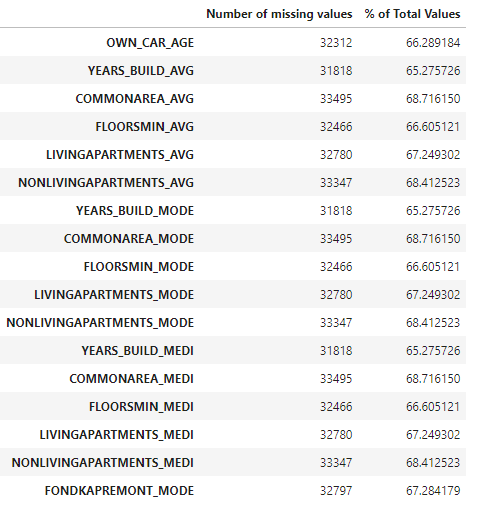 Number of missing values % of Total Values
OWN_CAR_AGE 32312 66.289184
YEARS_BUILD_AVG 31818 65.275726
COMMONAREA_AVG 33495 68.716150
FLOORSMIN_AVG 32466 66.605121
LIVINGAPARTMENTS_AVG 32780 67.249302
NONLIVINGAPARTMENTS_AVG 33347 68.412523
YEARS_BUILD_MODE 31818 65.275726
COMMONAREA_MODE 33495 68.716150
FLOORSMIN_MODE 32466 66.605121
LIVINGAPARTMENTS_MODE 32780 67.249302
NONLIVINGAPARTMENTS_MODE 33347 68.412523
YEARS_BUILD_MEDI 31818 65.275726
COMMONAREA_MEDI 33495 68.716150
FLOORSMIN_MEDI 32466 66.605121
LIVINGAPARTMENTS_MEDI 32780 67.249302
NONLIVINGAPARTMENTS_MEDI 33347 68.412523
FONDKAPREMONT_MODE 32797 67.284179